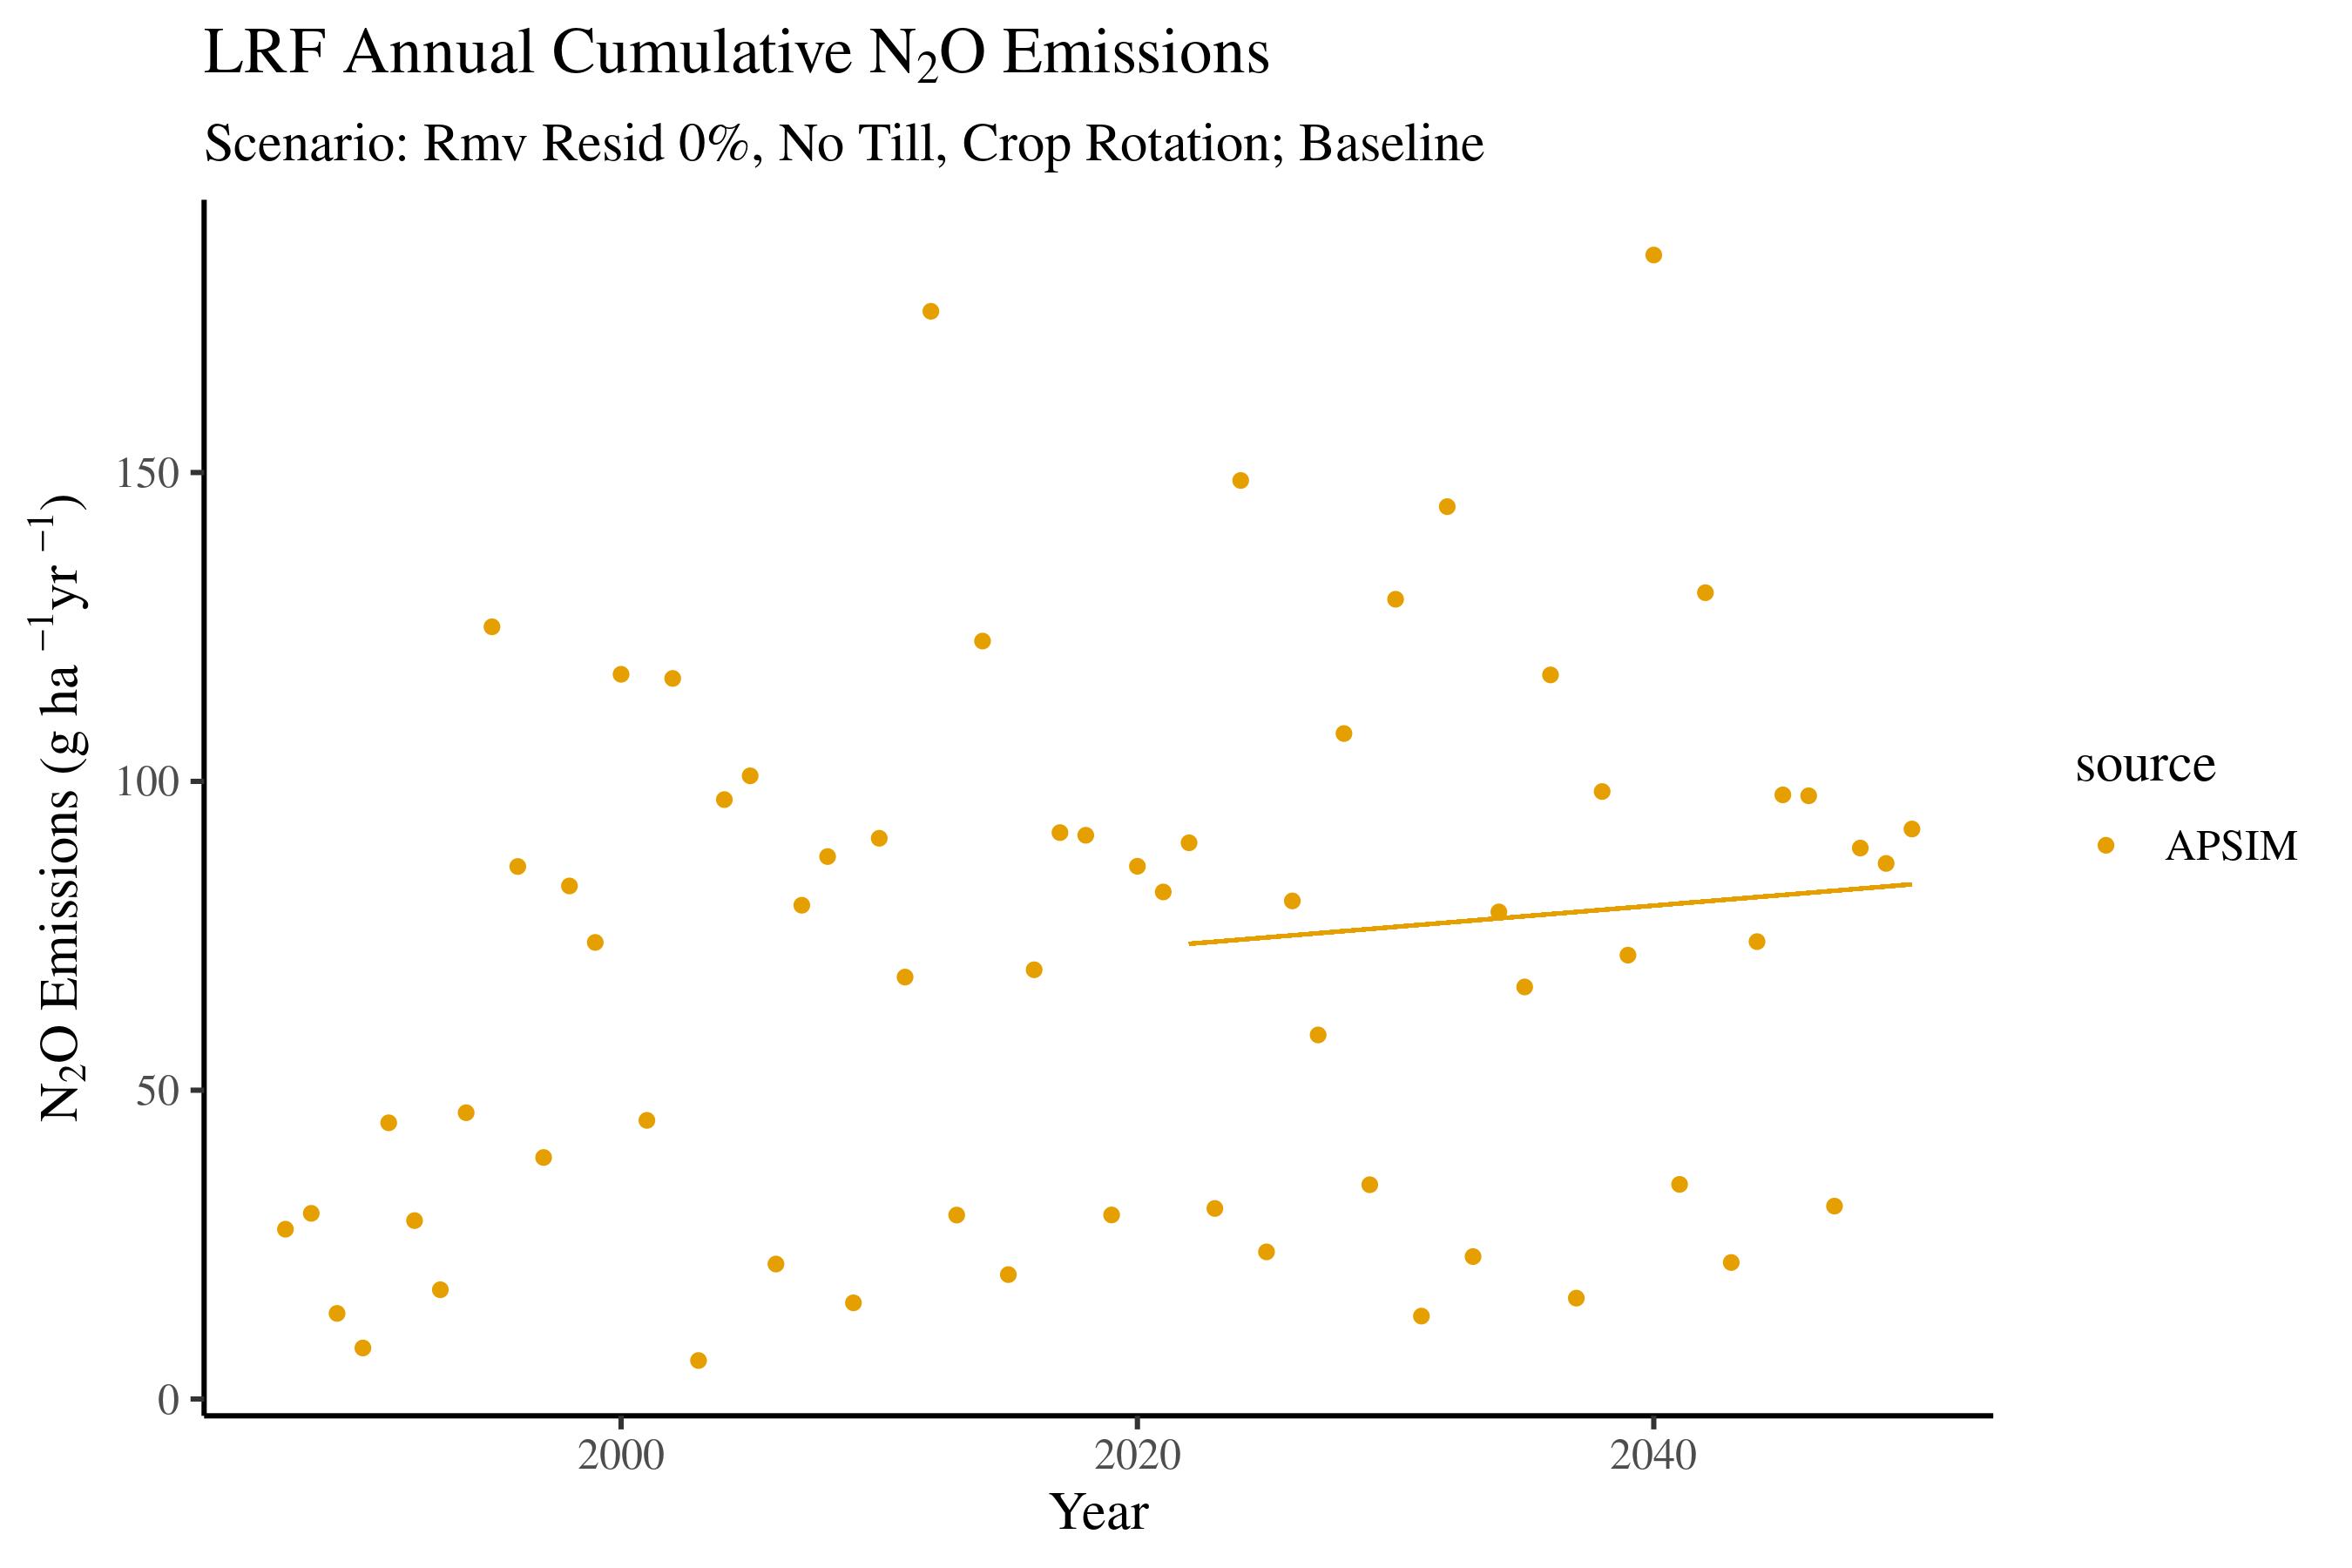 LRF Annual Cumulative N₂O Emissions
Scenario: Rmv Resid 0%, No Till, Crop Rotation; Baseline
N₂O Emissions (g ha⁻¹yr⁻¹)
150
100
50
0
2000 2020 2040
Year
source
APSIM